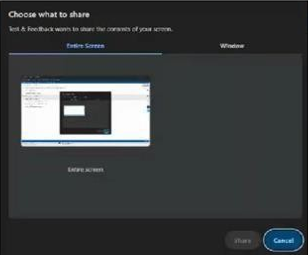 Choose what to share
Test & Feedback wants to share the contents of your screen.
Entire Screen
Window
Entire screen
Share
Cancel